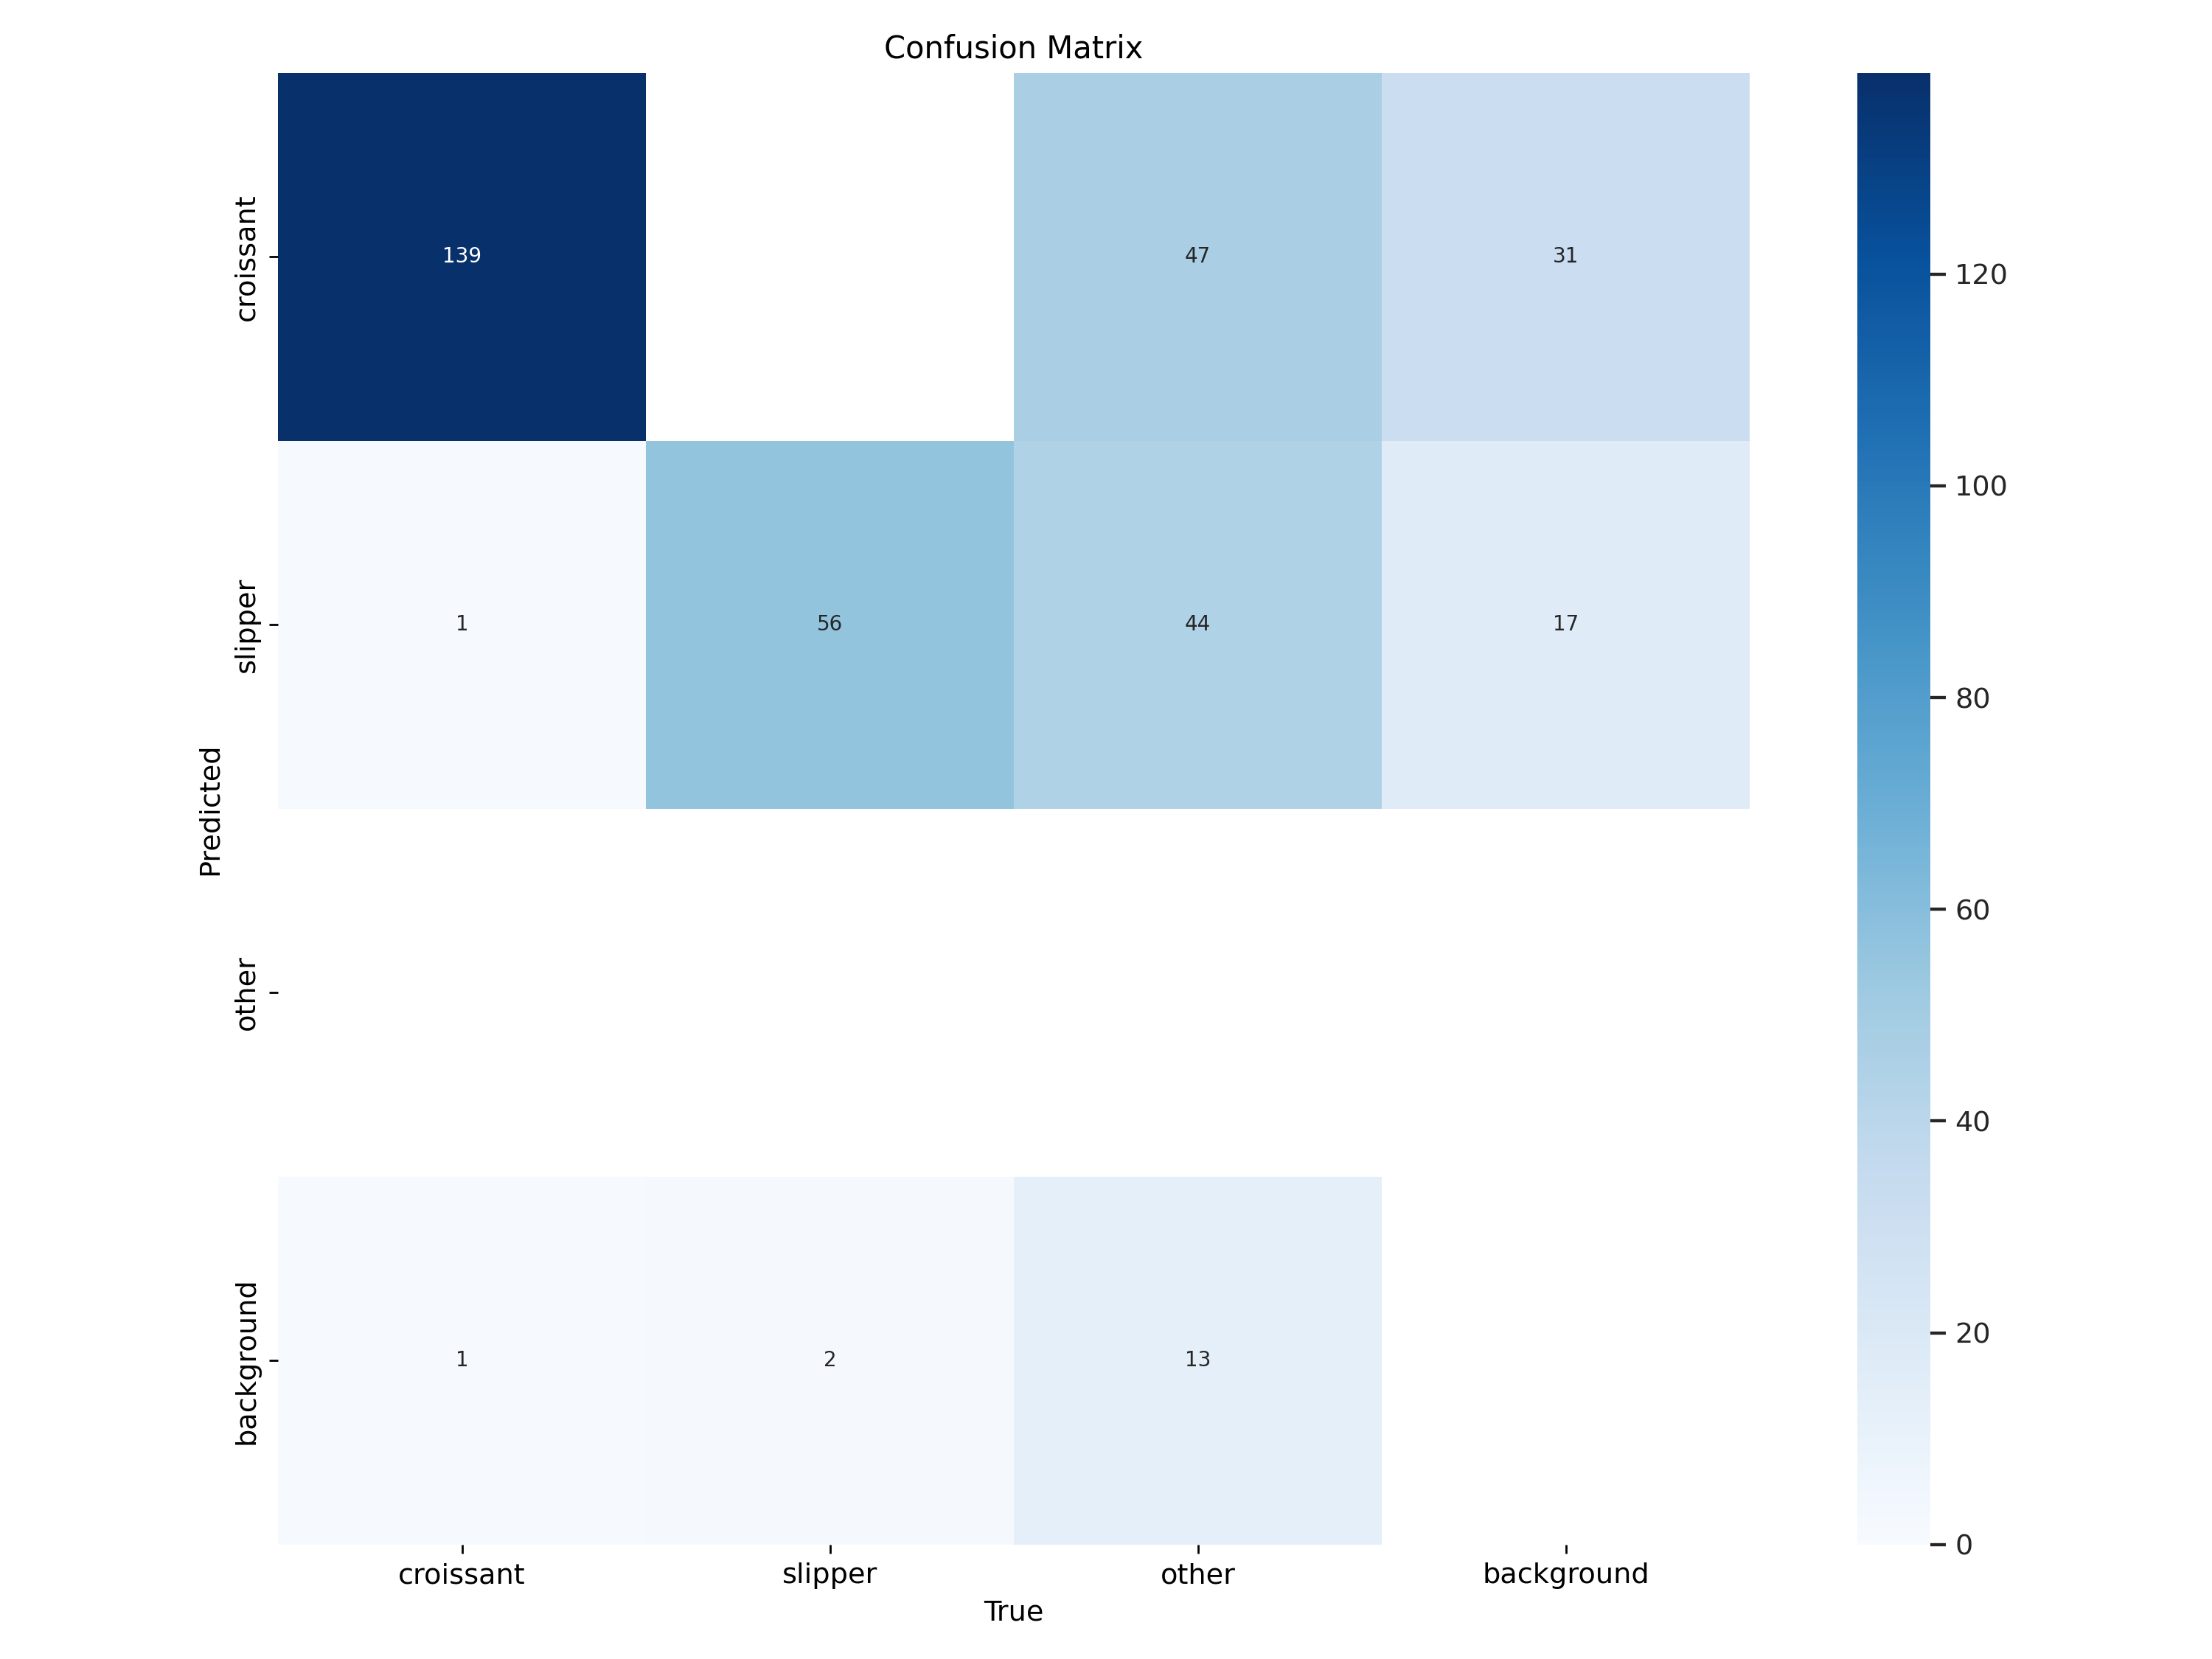 Confusion Matrix
croissant
139
47
31
slipper
1
56
44
17
other
background
1
2
13
Predicted
croissant
slipper
other
background
True
120
100
80
60
40
20
0